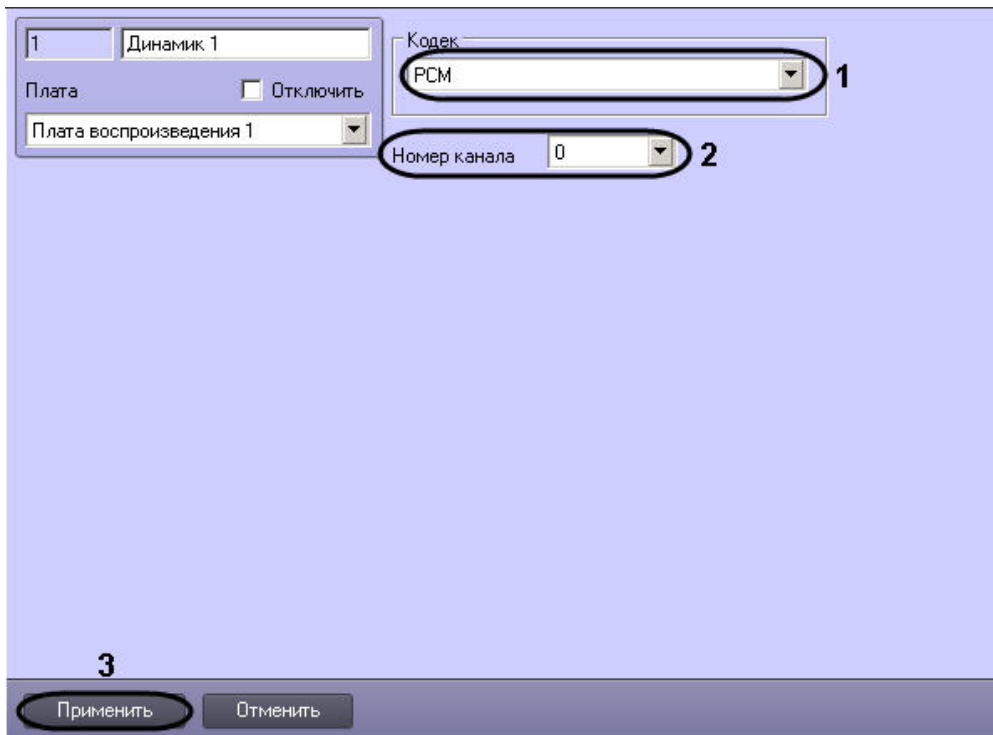 1 Динамик 1
Плата Отключить
Плата воспроизведения 1
Кодек
PCM 1
Номер канала 0 2
3
Применить Отменить